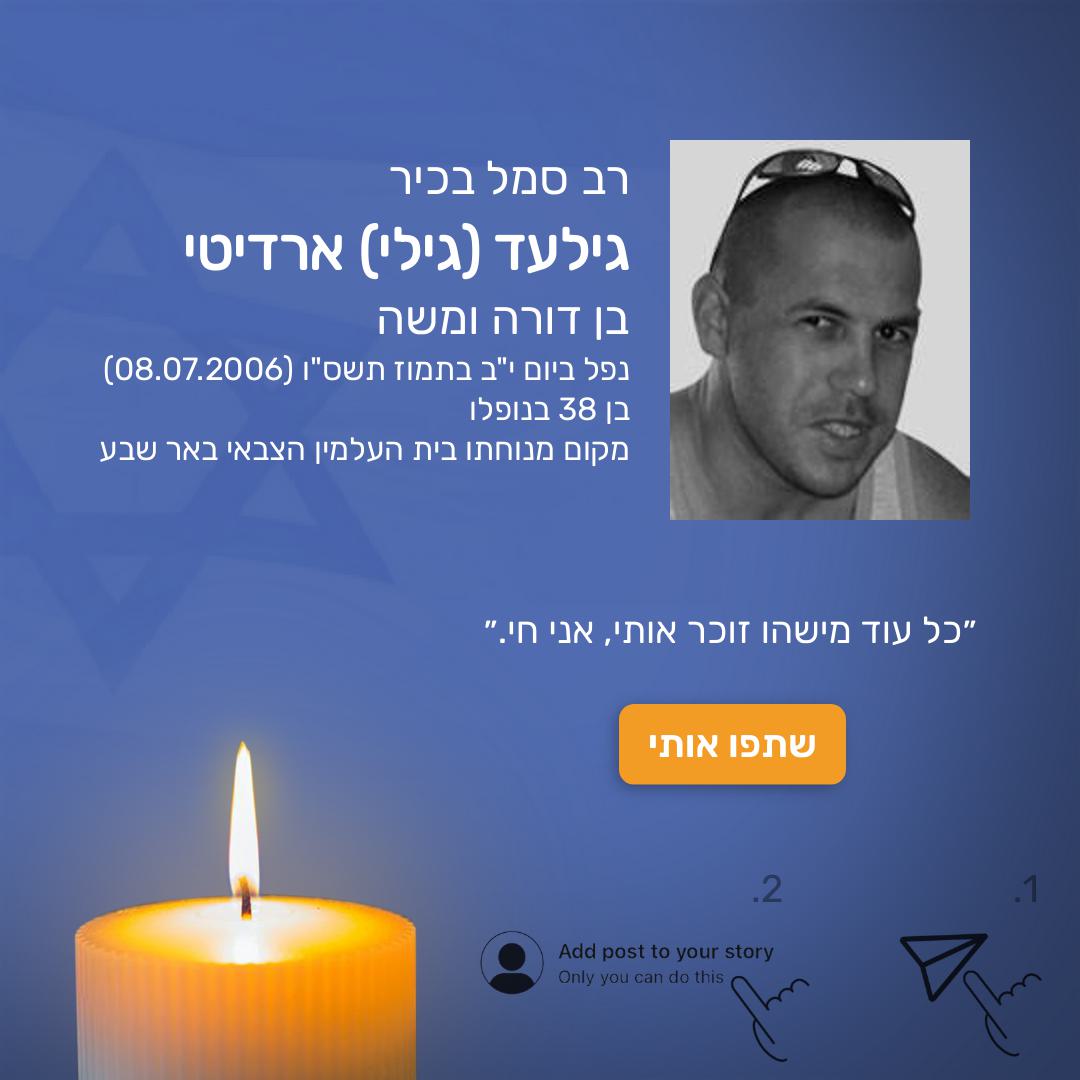 רב סמל בכיר
גילעד (גילי) ארדיטי
בן דורה ומשה
נפל ביום י"ב בתמוז תשס"ו (08.07.2006)
בן 38 בנופלו
מקום מנוחתו בית העלמין הצבאי באר שבע
״כל עוד מישהו זוכר אותי, אני חי.״
שתפו אותי
1.
2.
Add post to your story
Only you can do this